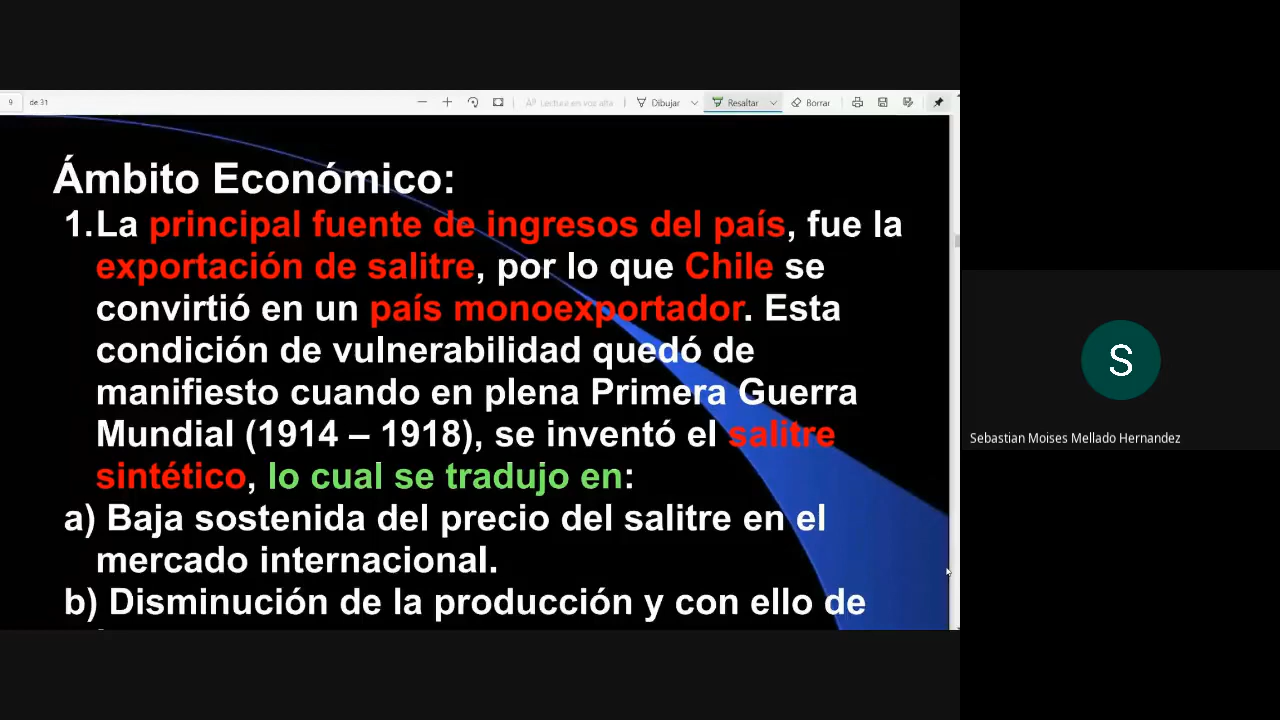 9 de 31 Lectura en voz alta Dibujar Resaltar Borrar
Ámbito Económico:
1.La principal fuente de ingresos del país, fue la
exportación de salitre, por lo que Chile se
convirtió en un país monoexportador. Esta
condición de vulnerabilidad quedó de
manifiesto cuando en plena Primera Guerra
Mundial (1914 – 1918), se inventó el salitre
sintético, lo cual se tradujo en:
a) Baja sostenida del precio del salitre en el
mercado internacional.
b) Disminución de la producción y con ello de
S
Sebastian Moises Mellado Hernandez